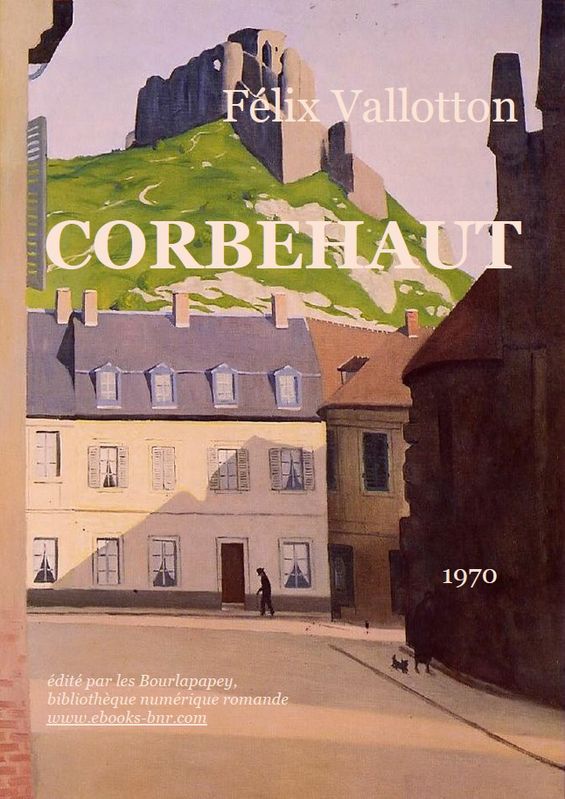 Félix Vallotton
CORBEHAUT
1970
édité par les Bourlapapey,
bibliothèque numérique romande
www.ebooks-bnr.com